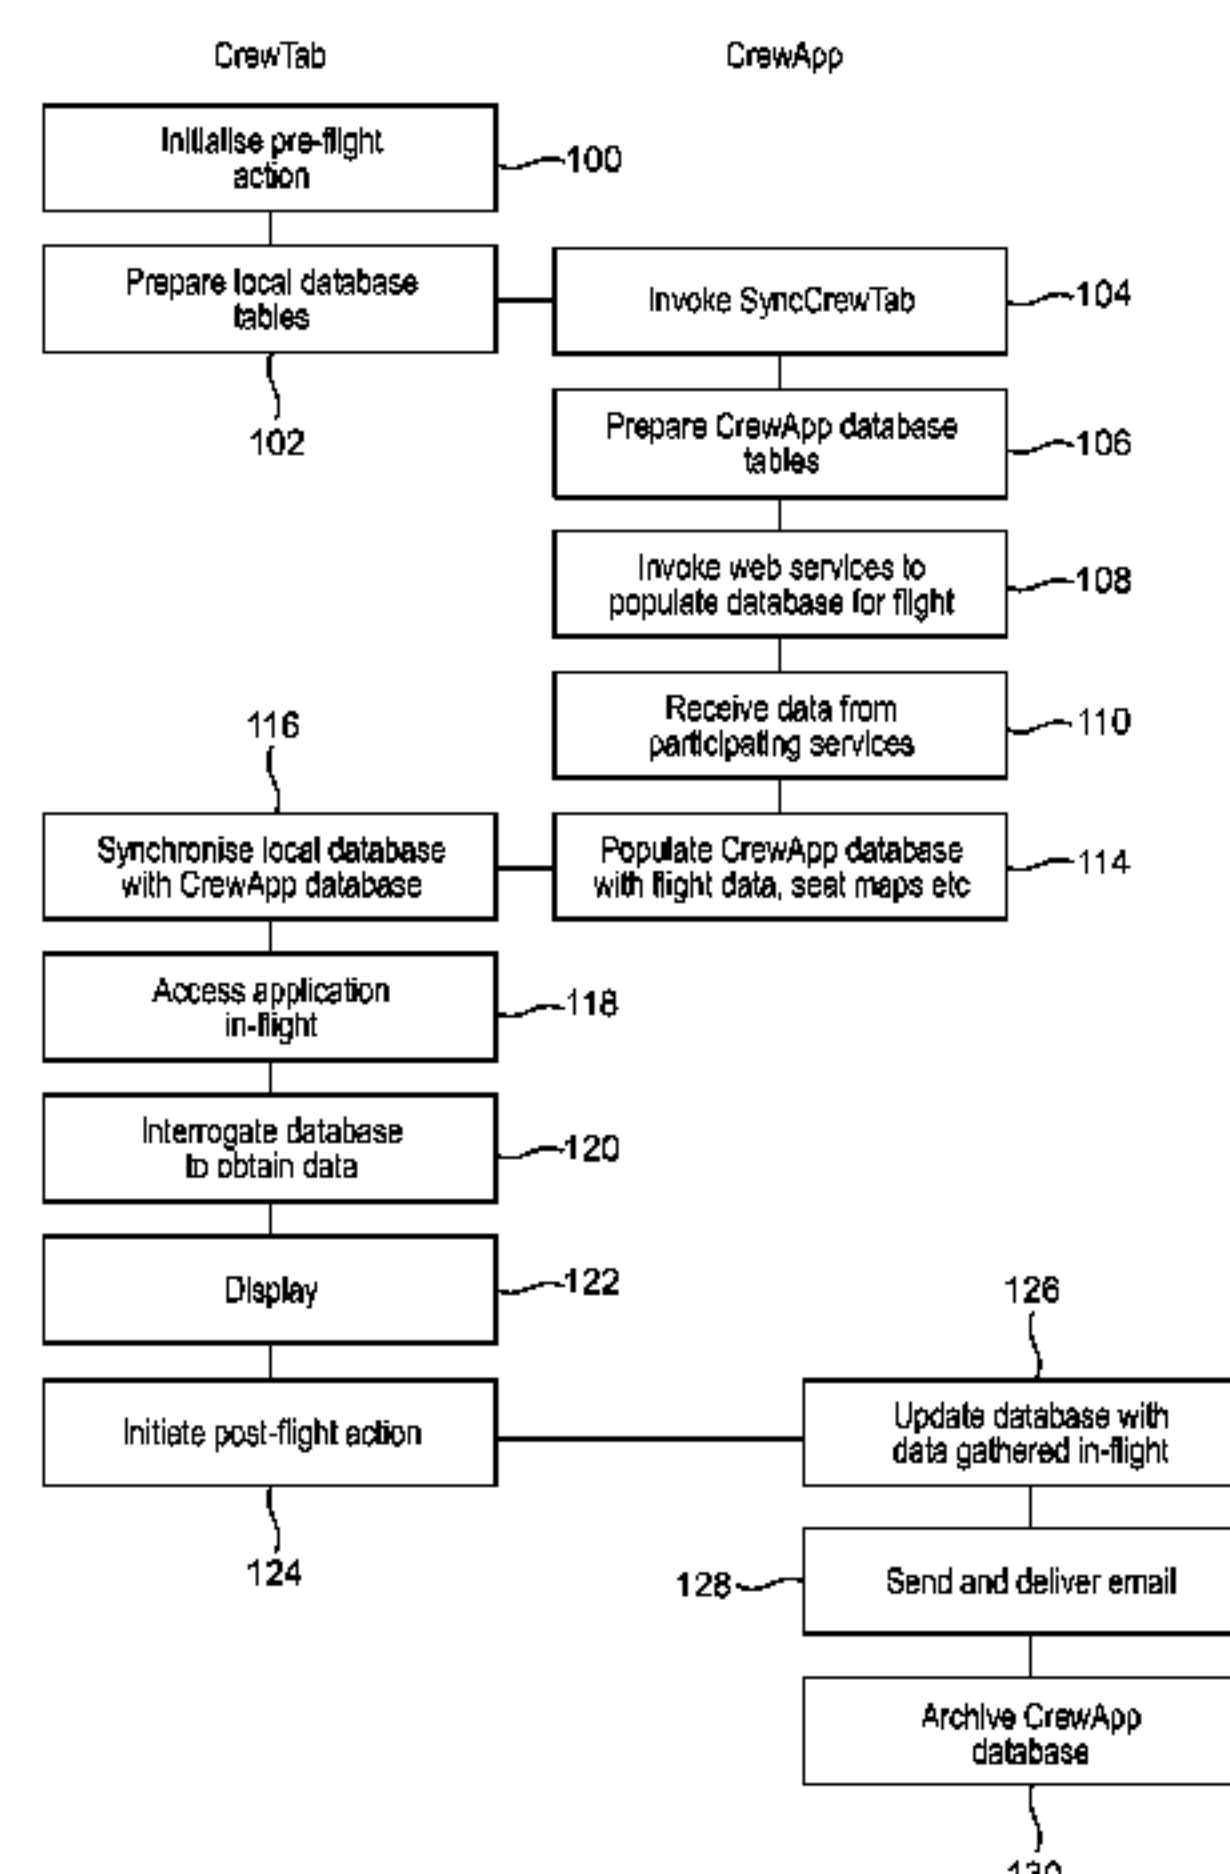 CrewTab
CrewApp
Initialise pre-flight
action
100
Prepare local database
tables
102
Invoke SyncCrewTab
104
Prepare CrewApp database
tables
106
Invoke web services to
populate database for flight
108
Receive data from
participating services
110
Populate CrewApp database
with flight data, seat maps etc
114
116
Synchronise local database
with CrewApp database
Access application
in-flight
118
Interrogate database
to obtain data
120
Display
122
Initiate post-flight action
124
126
Update database with
data gathered in-flight
128
Send and deliver email
Archive CrewApp
database